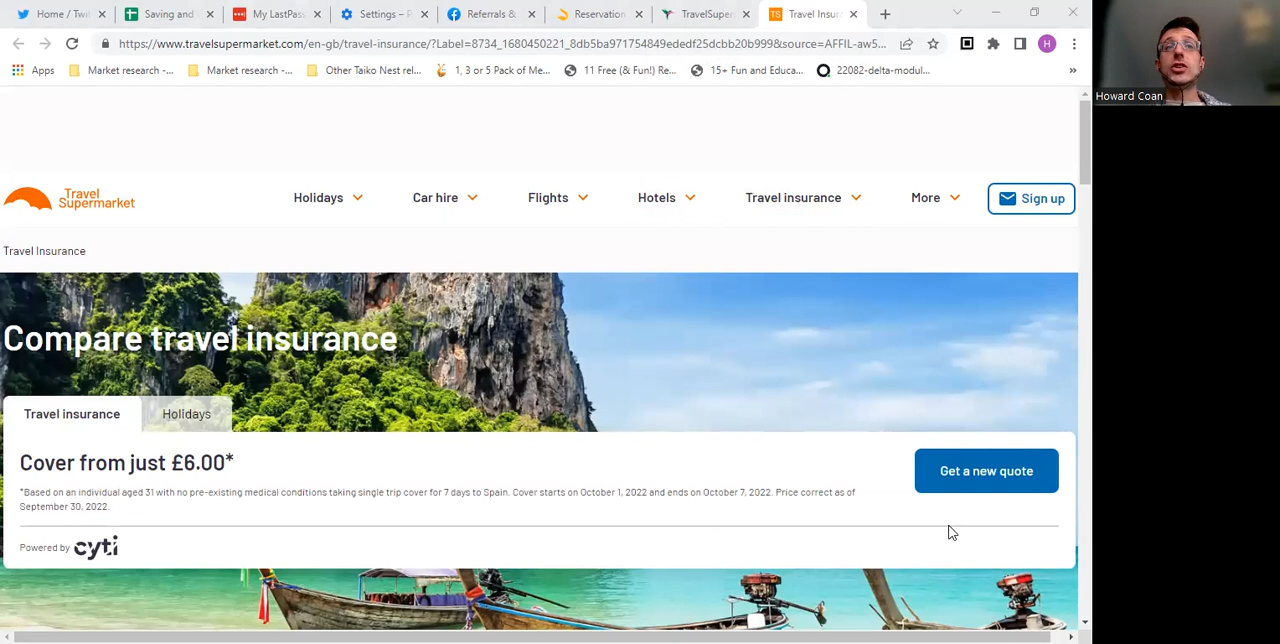 Home / Twit
Saving and
My LastPass
Settings – P
Referrals &
Reservation
TravelSuper
Travel Insur
https://www.travelsupermarket.com/en-gb/travel-insurance/?Label=8734_1680450221_8db5ba971754849ededf25dcbb20b999&source=AFFIL-aw5...
H
Apps
Market research -...
Market research -...
Other Taiko Nest rel...
1, 3 or 5 Pack of Me...
11 Free (& Fun!) Re...
15+ Fun and Educa...
22082-delta-modul...
»
Howard Coan
Travel
Supermarket
Holidays
Car hire
Flights
Hotels
Travel insurance
More
Sign up
Travel Insurance
Compare travel insurance
Travel insurance
Holidays
Cover from just £6.00*
Get a new quote
*Based on an individual aged 31 with no pre-existing medical conditions taking single trip cover for 7 days to Spain. Cover starts on October 1, 2022 and ends on October 7, 2022. Price correct as of
September 30, 2022.
Powered by cyti